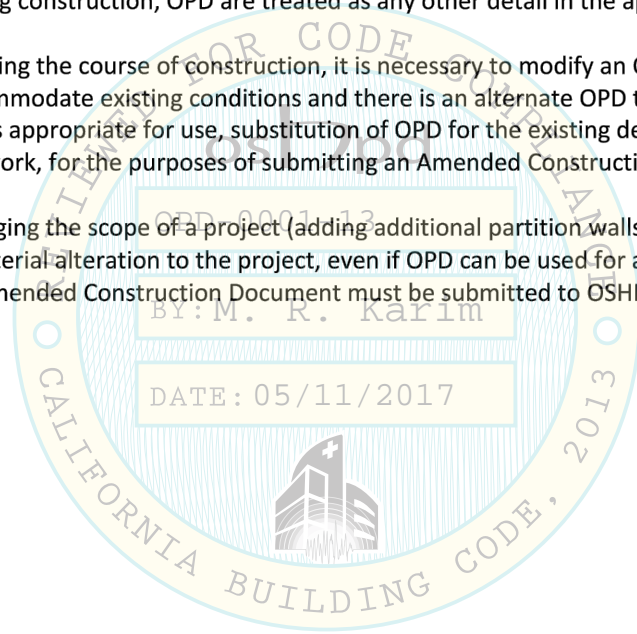 g construction, OPD are treated as any other detail in the ap
ing the course of construction, it is necessary to modify an
mmodate existing conditions and there is an alternate OPD t
s appropriate for use, substitution of OPD for the existing de
ork, for the purposes of submitting an Amended Constructi
ging the scope of a project (adding additional partition walls
terial alteration to the project, even if OPD can be used for a
mended Construction Document must be submitted to OSH
REVIEWED FOR CODE COMPLIANCE
oshpd
OPD-0001-13
BY: M. R. Karim
DATE: 05/11/2017
CALIFORNIA BUILDING CODE, 2013